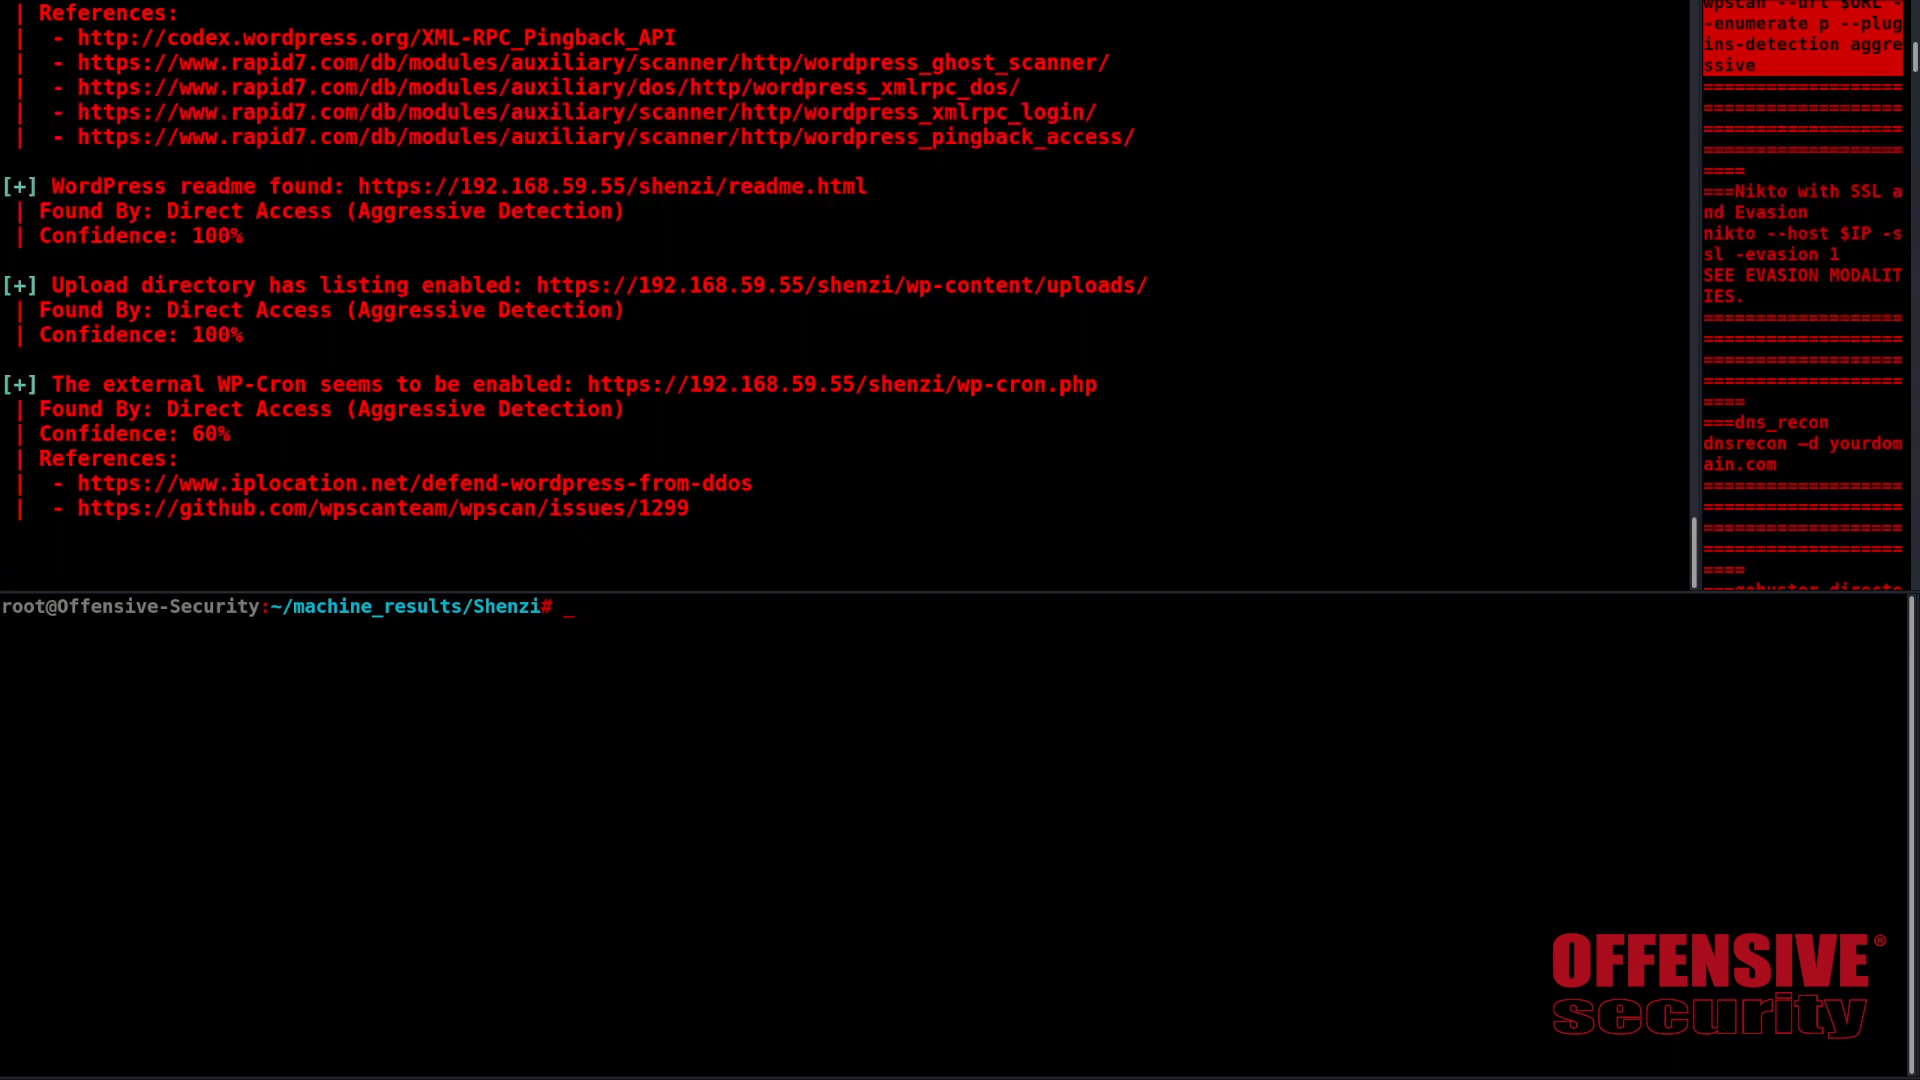 | References:
|  - http://codex.wordpress.org/XML-RPC_Pingback_API
|  - https://www.rapid7.com/db/modules/auxiliary/scanner/http/wordpress_ghost_scanner/
|  - https://www.rapid7.com/db/modules/auxiliary/dos/http/wordpress_xmlrpc_dos/
|  - https://www.rapid7.com/db/modules/auxiliary/scanner/http/wordpress_xmlrpc_login/
|  - https://www.rapid7.com/db/modules/auxiliary/scanner/http/wordpress_pingback_access/
[+] WordPress readme found: https://192.168.59.55/shenzi/readme.html
| Found By: Direct Access (Aggressive Detection)
| Confidence: 100%
[+] Upload directory has listing enabled: https://192.168.59.55/shenzi/wp-content/uploads/
| Found By: Direct Access (Aggressive Detection)
| Confidence: 100%
[+] The external WP-Cron seems to be enabled: https://192.168.59.55/shenzi/wp-cron.php
| Found By: Direct Access (Aggressive Detection)
| Confidence: 60%
| References:
|  - https://www.iplocation.net/defend-wordpress-from-ddos
|  - https://github.com/wpscanteam/wpscan/issues/1299
wpscan --url $URL -
-enumerate p --plug
ins-detection aggre
ssive
===================
===================
===================
===================
====
===Nikto with SSL a
nd Evasion
nikto --host $IP -s
sl -evasion 1
SEE EVASION MODALIT
IES.
===================
===================
===================
===================
====
===dns_recon
dnsrecon –d yourdom
ain.com
===================
===================
===================
===================
====
===gobuster directo
root@Offensive-Security:~/machine_results/Shenzi# _
OFFENSIVE®
security